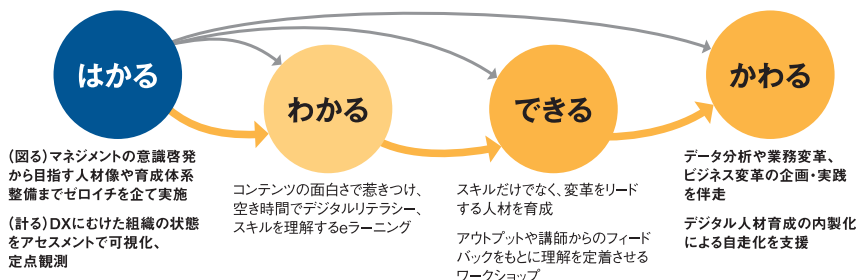 はかる
わかる
できる
かわる
（図る）マネジメントの意識啓発
から目指す人材像や育成体系
整備までゼロイチを企て実施
（計る）DXにむけた組織の状態
をアセスメントで可視化、
定点観測
コンテンツの面白さで惹きつけ、
空き時間でデジタルリテラシー、
スキルを理解するeラーニング
スキルだけでなく、変革をリード
する人材を育成
アウトプットや講師からのフィード
バックをもとに理解を定着させる
ワークショップ
データ分析や業務変革、
ビジネス変革の企画・実践
を伴走
デジタル人材育成の内製化
による自走化を支援